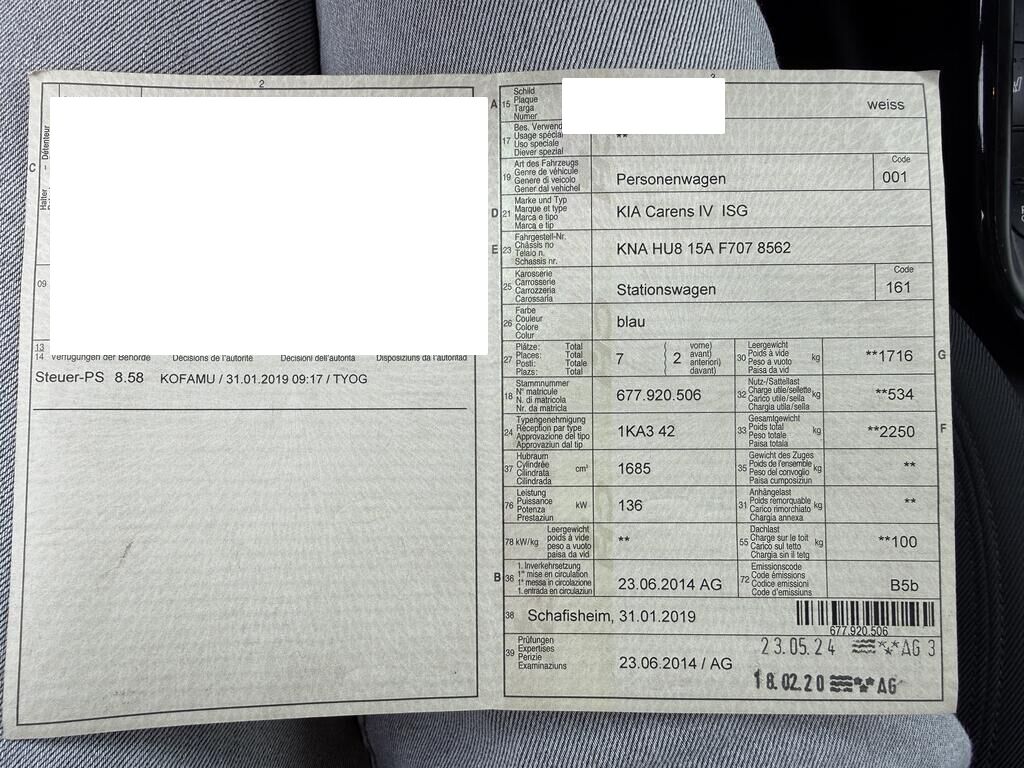 2
C
Détenteur
Halter
09
13
14 Verfügungen der Behörde Décisions de l'autorité Decisioni dell'autorità Disposiziuns da l'autoritad
Steuer-PS 8.58 KOFAMU / 31.01.2019 09:17 / TYOG
3
A 15 Schild
Plaque
Targa
Numer
weiss
17 Bes. Verwend
Usage spécial
Uso speciale
Diever spezial
**
19 Art des Fahrzeugs
Genre de véhicule
Genere di veicolo
Gener dal vehichel
Personenwagen
Code
001
D 21 Marke und Typ
Marque et type
Marca e tipo
Marca e tip
KIA Carens IV ISG
E 23 Fahrgestell-Nr.
Châssis no
Telaio n.
Schassis nr.
KNA HU8 15A F707 8562
25 Karosserie
Carrosserie
Carrozzeria
Carossaria
Stationswagen
Code
161
26 Farbe
Couleur
Colore
Colur
blau
27 Plätze: Total
Places: Total
Posti: Totale
Plazs: Total
7
( 2 vorne)
avant)
anteriori)
davant)
30 Leergewicht
Poids à vide
Peso a vuoto
Paisa da vid
kg
**1716
G
18 Stammnummer
N° matricule
N. di matricola
Nr. da matricla
677.920.506
32 Nutz-/Sattellast
Charge utile/sellette
Carico utile/sella
Chargia utila/sella
kg
**534
24 Typengenehmigung
Réception par type
Approvazione del tipo
Approvaziun dal tip
1KA3 42
33 Gesamtgewicht
Poids total
Peso totale
Paisa totala
kg
**2250
F
37 Hubraum
Cylindrée
Cilindrata
Cilindrada
cm³
1685
35 Gewicht des Zuges
Poids de l'ensemble
Peso del convoglio
Paisa cumposiziun
kg
**
76 Leistung
Puissance
Potenza
Prestaziun
kW
136
31 Anhängelast
Poids remorquable
Carico rimorchiato
Chargia annexa
kg
**
78 kW/kg
Leergewicht
poids à vide
peso a vuoto
paisa da vid
**
55 Dachlast
Charge sur le toit
Carico sul tetto
Chargia sin il tetg
kg
**100
B 36 1. Inverkehrsetzung
1re mise en circulation
1a messa in circolazione
1. entrada en circulaziun
23.06.2014 AG
72 Emissionscode
Code émissions
Codice emissioni
Code d'emissiuns
B5b
38 Schafisheim, 31.01.2019
677.920.506
39 Prüfungen
Expertises
Perizie
Examinaziuns
23.06.2014 / AG
23.05.24 AG 3
18.02.20 AG